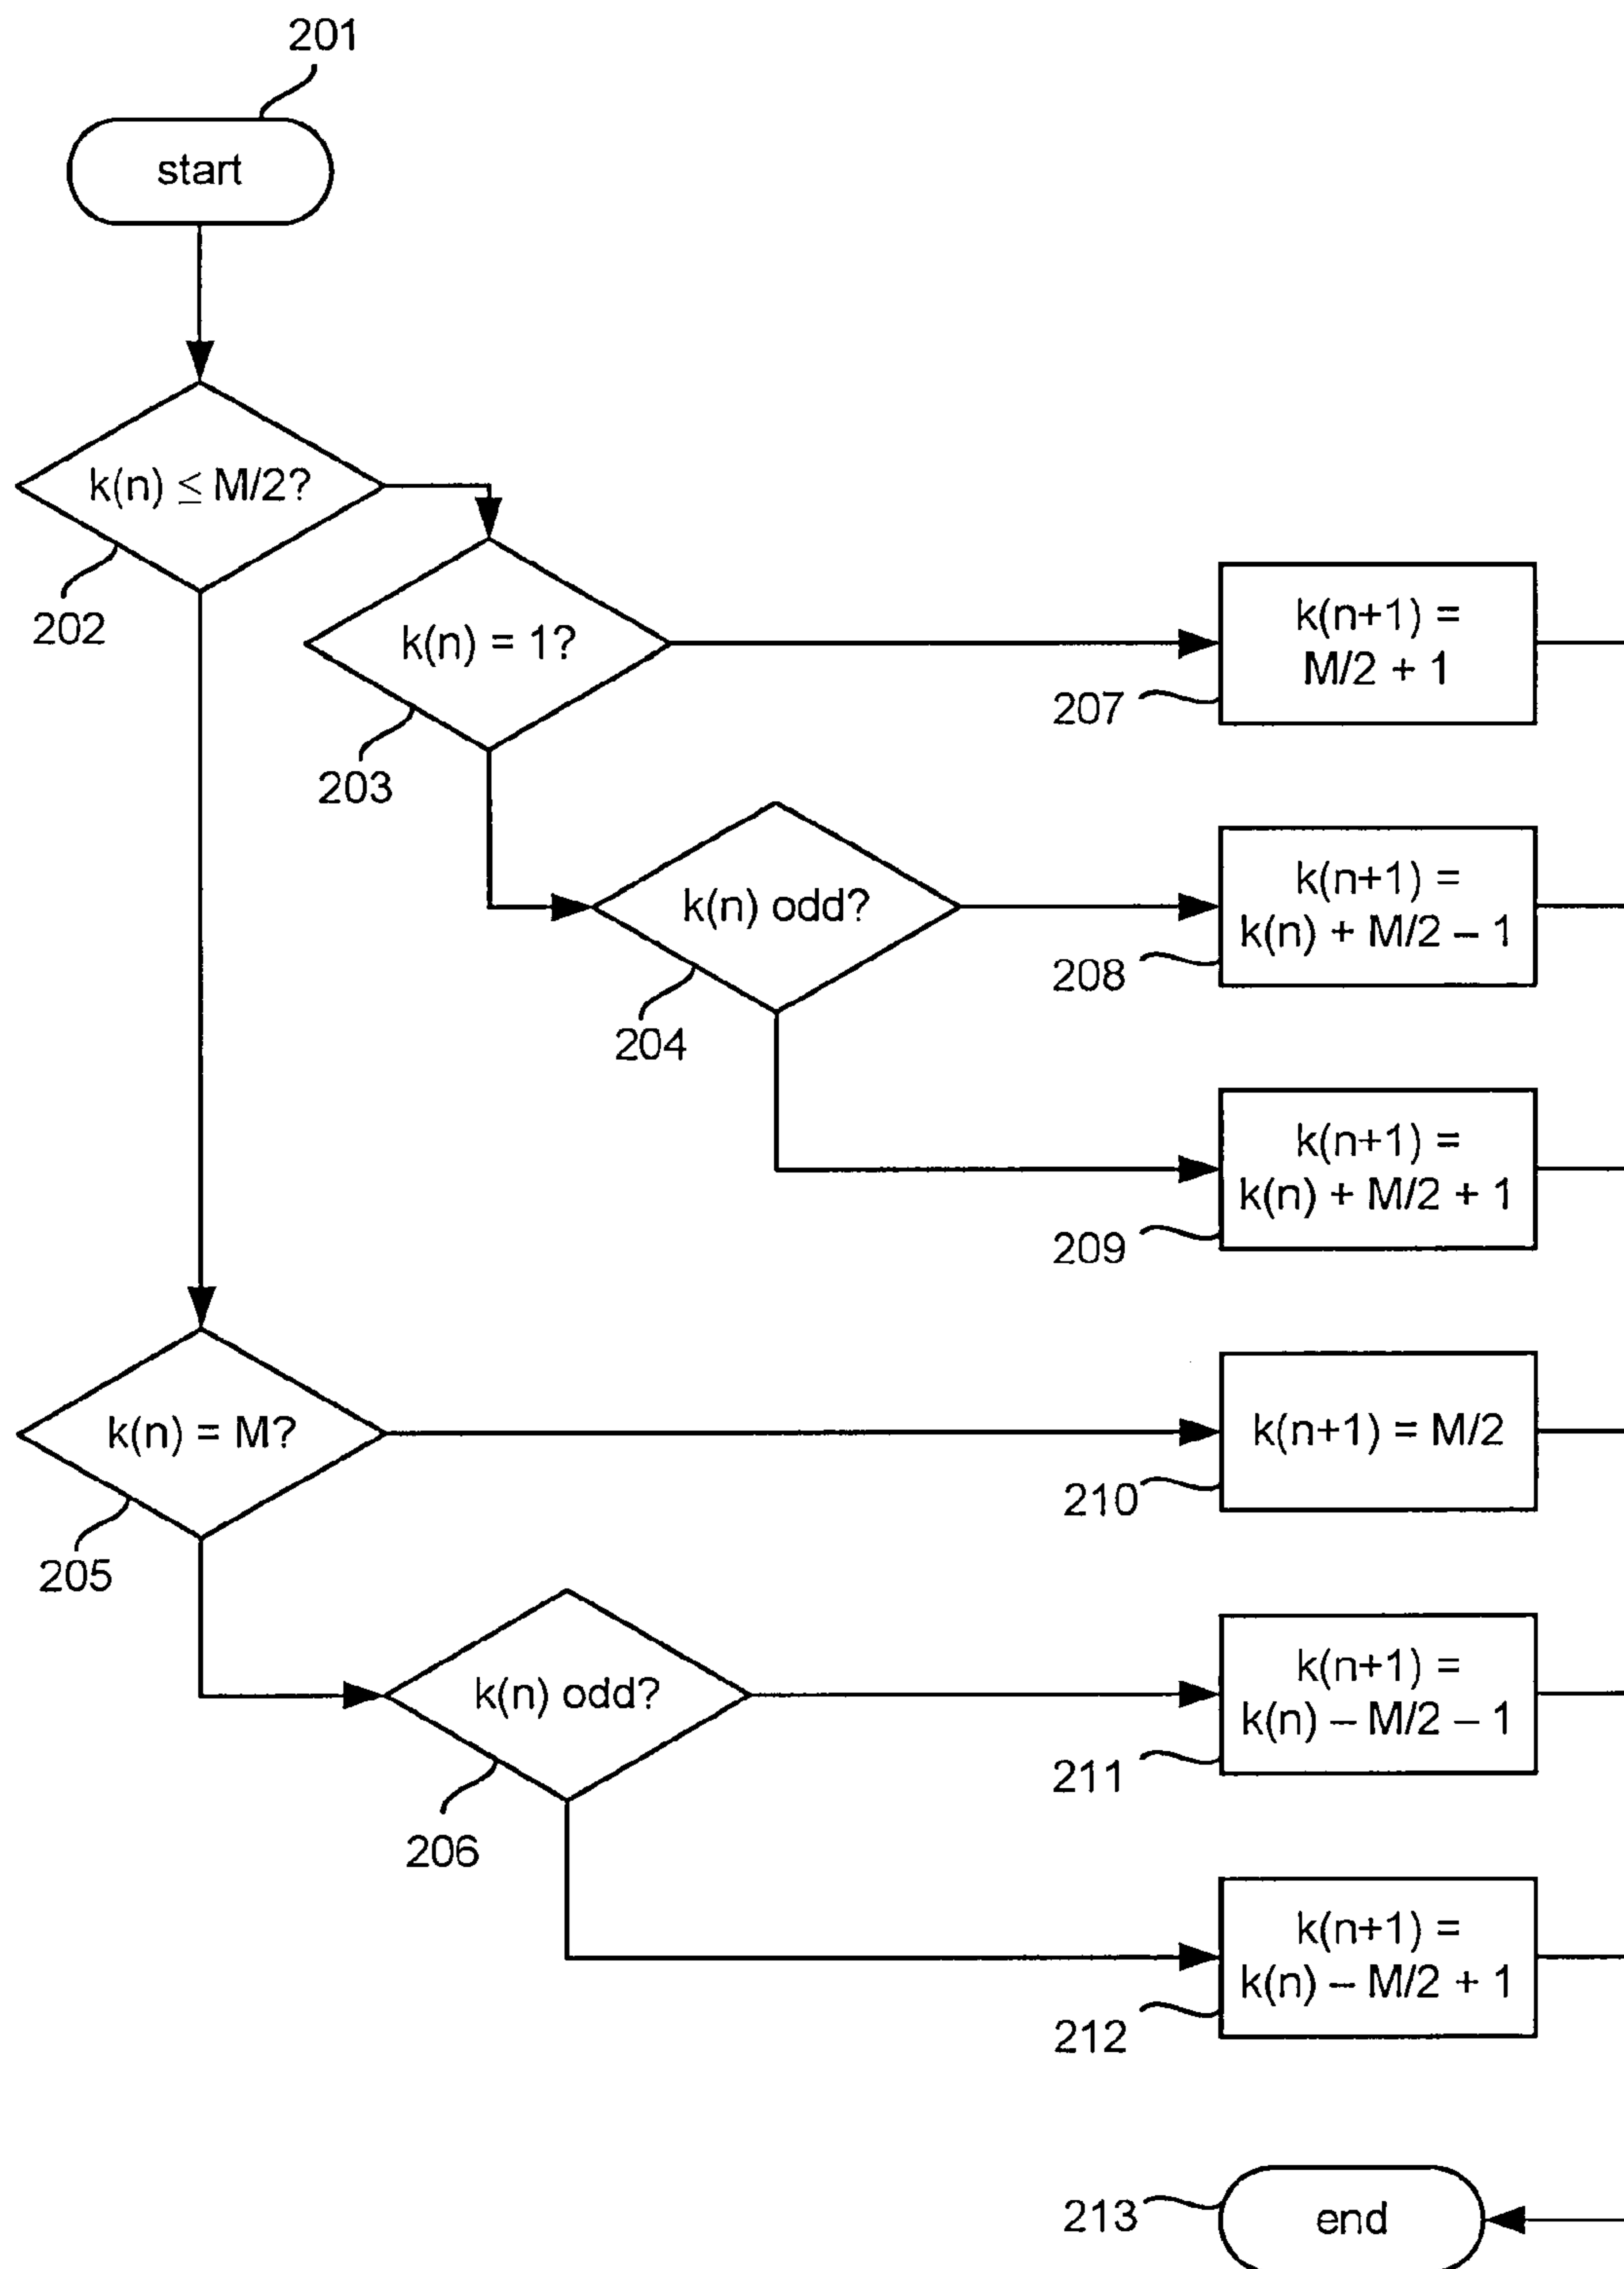 201
start
k(n) ≤ M/2?
202
k(n) = 1?
203
k(n+1) =
M/2 + 1
207
k(n) odd?
204
k(n+1) =
k(n) + M/2 – 1
208
k(n+1) =
k(n) + M/2 + 1
209
k(n) = M?
205
k(n+1) = M/2
210
k(n) odd?
206
k(n+1) =
k(n) – M/2 – 1
211
k(n+1) =
k(n) – M/2 + 1
212
213
end